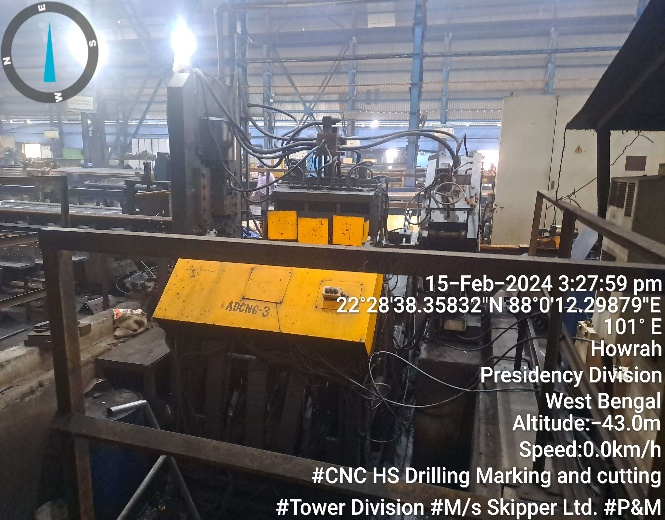 E
N
S
W
ADCNC-3
15-Feb-2024 3:27:59 pm
22°28'38.35832"N 88°0'12.29879"E
101° E
Howrah
Presidency Division
West Bengal
Altitude:-43.0m
Speed:0.0km/h
#CNC HS Drilling Marking and cutting
#Tower Division #M/s Skipper Ltd. #P&M